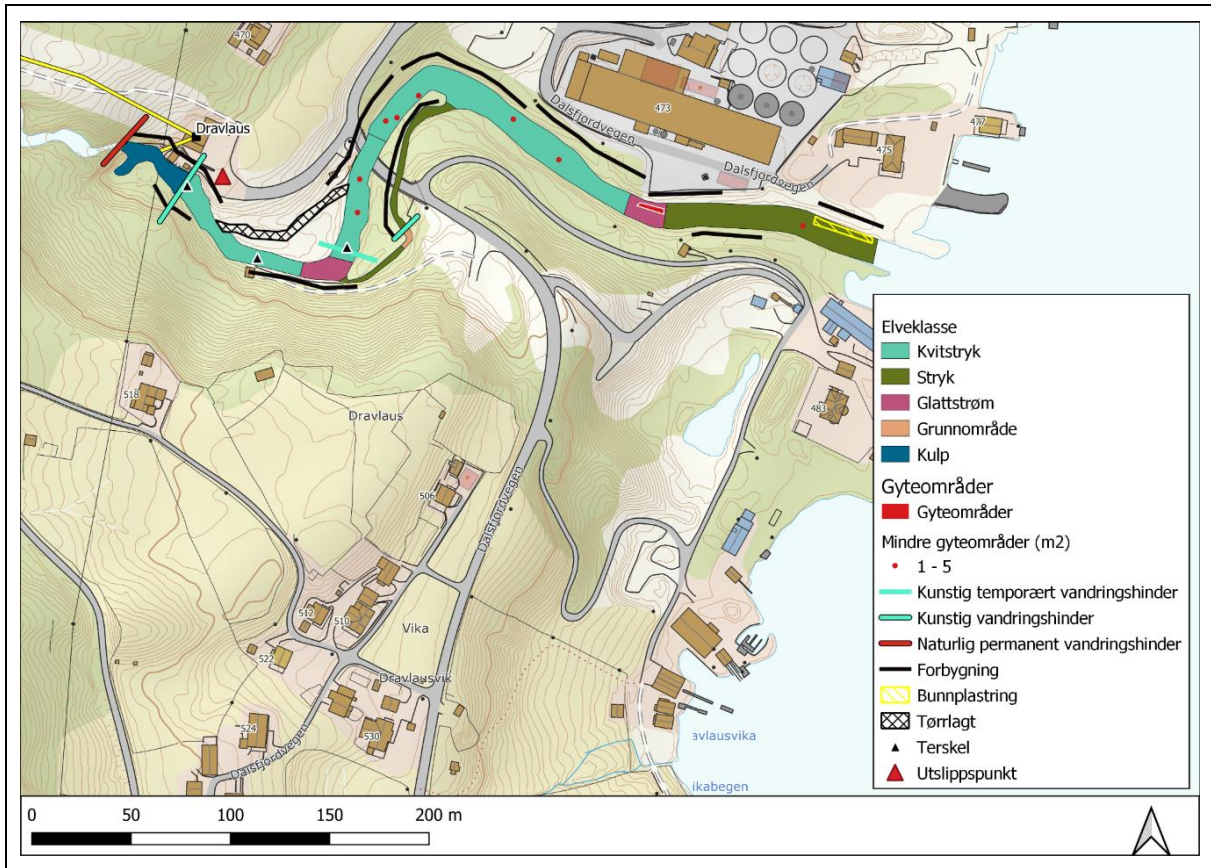 470
Dravlaus
473
Dalsfjordvegen
Dalsfjordvegen
477
475
518
Dravlaus
483
506
Dalsfjordvegen
512
510
Vika
522
Dravlausvik
524
530
Dalsfjordvegen
avlausvika
ikabegen
Elveklasse
Kvitstryk
Stryk
Glattstrøm
Grunnområde
Kulp
Gyteområder
Gyteområder
Mindre gyteområder (m2)
1 - 5
Kunstig temporært vandringshinder
Kunstig vandringshinder
Naturlig permanent vandringshinder
Forbygning
Bunnplastring
Tørrlagt
Terskel
Utslippspunkt
0 50 100 150 200 m